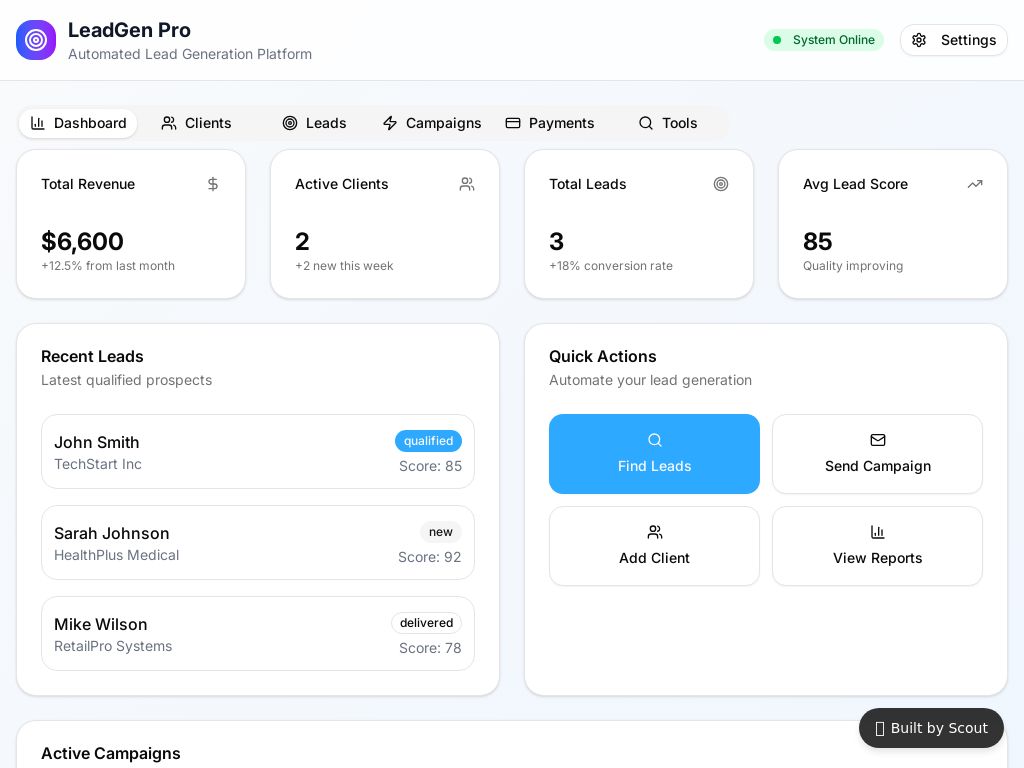 LeadGen Pro
Automated Lead Generation Platform
System Online
Settings
Dashboard
Clients
Leads
Campaigns
Payments
Tools
Total Revenue
$6,600
+12.5% from last month
Active Clients
2
+2 new this week
Total Leads
3
+18% conversion rate
Avg Lead Score
85
Quality improving
Recent Leads
Latest qualified prospects
John Smith
qualified
TechStart Inc
Score: 85
Sarah Johnson
new
HealthPlus Medical
Score: 92
Mike Wilson
delivered
RetailPro Systems
Score: 78
Quick Actions
Automate your lead generation
Find Leads
Send Campaign
Add Client
View Reports
Active Campaigns
Built by Scout